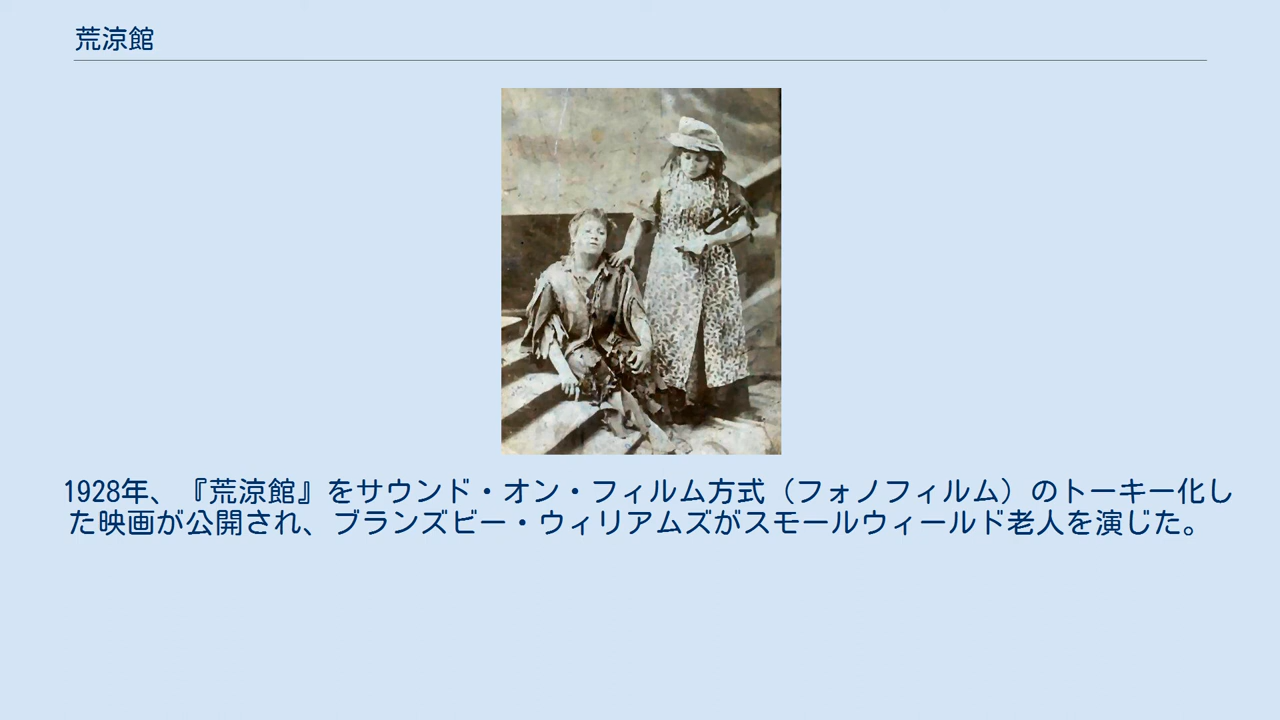 荒涼館
1928年、『荒涼館』をサウンド・オン・フィルム方式（フォノフィルム）のトーキー化し
た映画が公開され、ブランズビー・ウィリアムズがスモールウィールド老人を演じた。